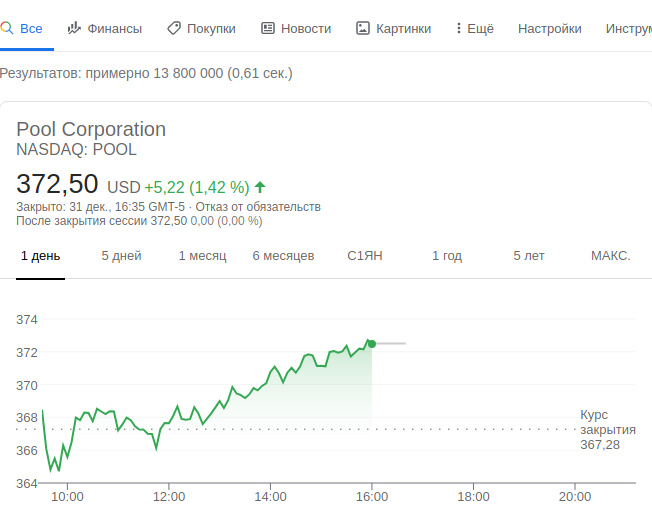 Все Финансы Покупки Новости Картинки Ещё Настройки Инструм
Результатов: примерно 13 800 000 (0,61 сек.)
Pool Corporation
NASDAQ: POOL
372,50 USD +5,22 (1,42 %)
Закрыто: 31 дек., 16:35 GMT-5 · Отказ от обязательств
После закрытия сессии 372,50 0,00 (0,00 %)
1 день 5 дней 1 месяц 6 месяцев С1ЯН 1 год 5 лет МАКС.
374
372
370
368
366
364
Курс
закрытия
367,28
10:00 12:00 14:00 16:00 18:00 20:00